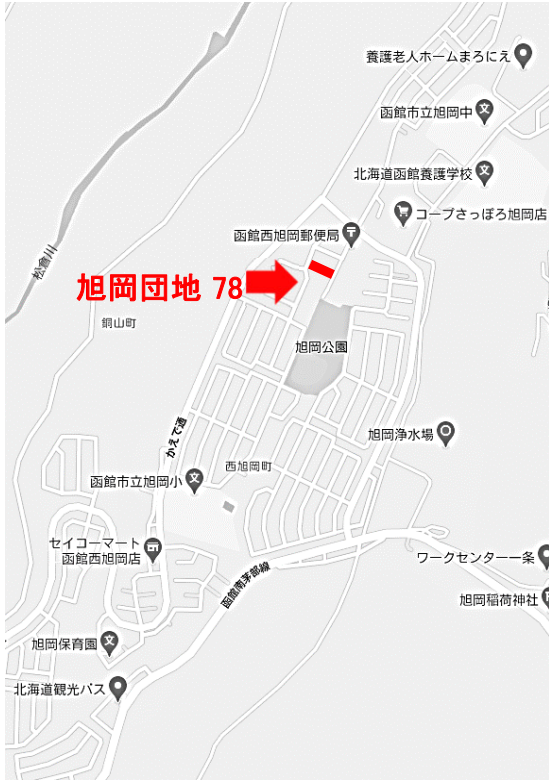 養護老人ホームまろにえ
函館市立旭岡中
北海道函館養護学校
コープさっぽろ旭岡店
函館西旭岡郵便局
松倉川
旭岡団地 78
銅山町
旭岡公園
かえで通
旭岡浄水場
西旭岡町
函館市立旭岡小
セイコーマート
函館西旭岡店
ワークセンター一条
函館南茅部線
旭岡稲荷神社
旭岡保育園
北海道観光バス